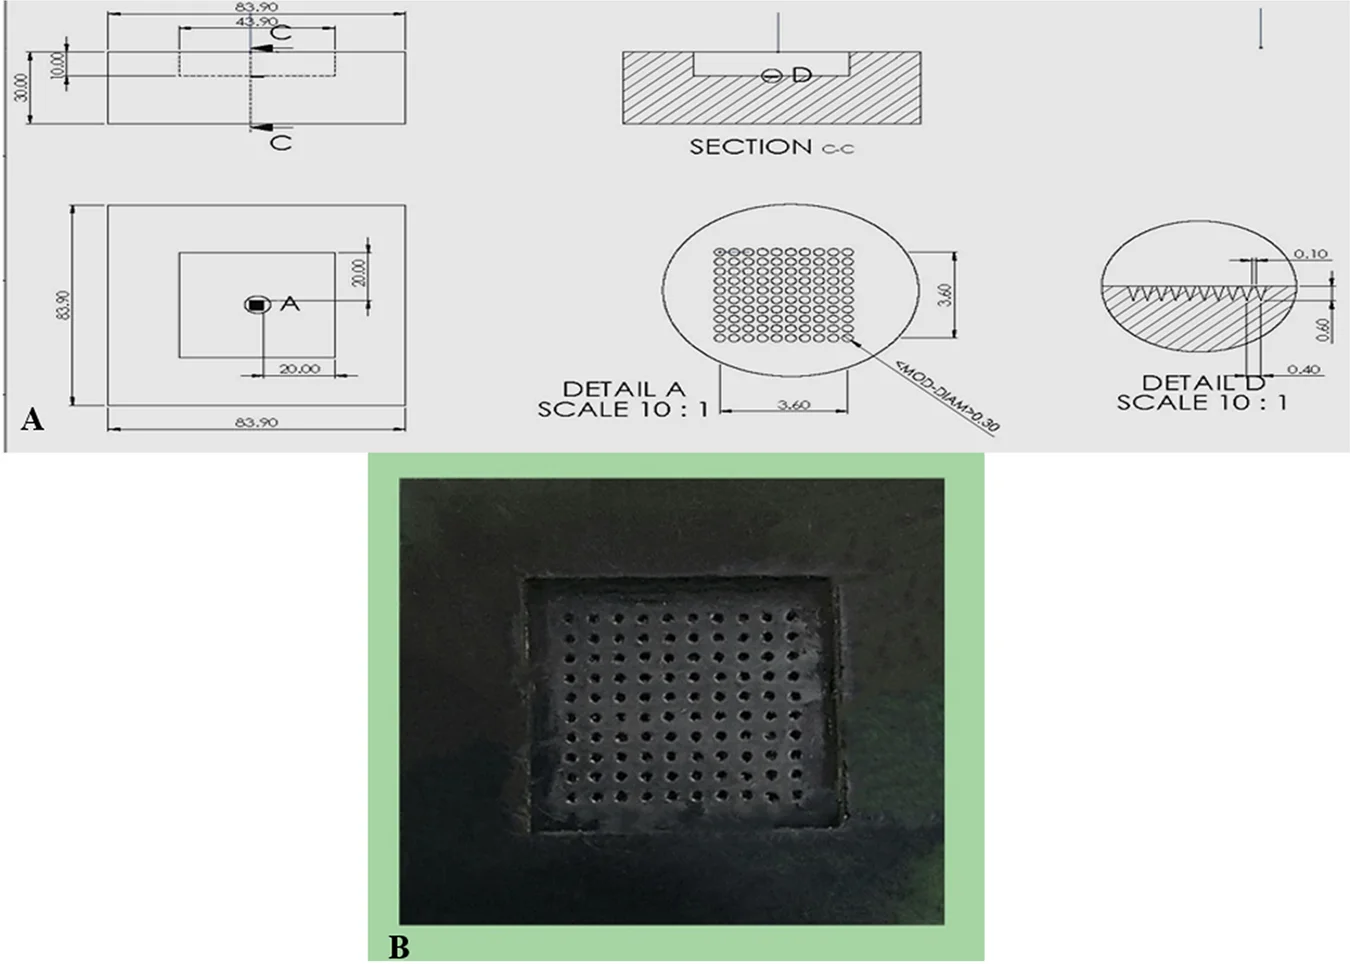 83.90
43.90
C
10.00
30.00
C
D
SECTION C-C
83.90
20.00
A
20.00
83.90
3.60
3.60
<MOD-DIAM>0.30
DETAIL A
SCALE 10 : 1
0.10
0.60
0.40
DETAIL D
SCALE 10 : 1
A
B